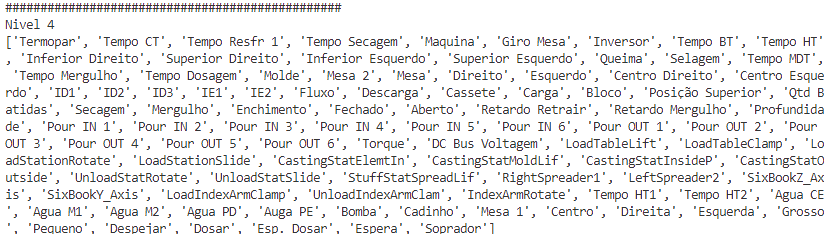 ################################################
Nivel 4
['Termopar', 'Tempo CT', 'Tempo Resfr 1', 'Tempo Secagem', 'Maquina', 'Giro Mesa', 'Inversor', 'Tempo BT', 'Tempo HT'
, 'Inferior Direito', 'Superior Direito', 'Inferior Esquerdo', 'Superior Esquerdo', 'Queima', 'Selagem', 'Tempo MDT',
 'Tempo Mergulho', 'Tempo Dosagem', 'Molde', 'Mesa 2', 'Mesa', 'Direito', 'Esquerdo', 'Centro Direito', 'Centro Esque
rdo', 'ID1', 'ID2', 'ID3', 'IE1', 'IE2', 'Fluxo', 'Descarga', 'Cassete', 'Carga', 'Bloco', 'Posição Superior', 'Qtd B
atidas', 'Secagem', 'Mergulho', 'Enchimento', 'Fechado', 'Aberto', 'Retardo Retrair', 'Retardo Mergulho', 'Profundida
de', 'Pour IN 1', 'Pour IN 2', 'Pour IN 3', 'Pour IN 4', 'Pour IN 5', 'Pour IN 6', 'Pour OUT 1', 'Pour OUT 2', 'Pour
OUT 3', 'Pour OUT 4', 'Pour OUT 5', 'Pour OUT 6', 'Torque', 'DC Bus Voltagem', 'LoadTableLift', 'LoadTableClamp', 'Lo
adStationRotate', 'LoadStationSlide', 'CastingStatElemtIn', 'CastingStatMoldLif', 'CastingStatInsideP', 'CastingStatO
utside', 'UnloadStatRotate', 'UnloadStatSlide', 'StuffStatSpreadLif', 'RightSpreader1', 'LeftSpreader2', 'SixBookZ_Ax
is', 'SixBookY_Axis', 'LoadIndexArmClamp', 'UnloadIndexArmClam', 'IndexArmRotate', 'Tempo HT1', 'Tempo HT2', 'Agua CE
', 'Agua M1', 'Agua M2', 'Agua PD', 'Auga PE', 'Bomba', 'Cadinho', 'Mesa 1', 'Centro', 'Direita', 'Esquerda', 'Grosso
', 'Pequeno', 'Despejar', 'Dosar', 'Esp. Dosar', 'Espera', 'Soprador']